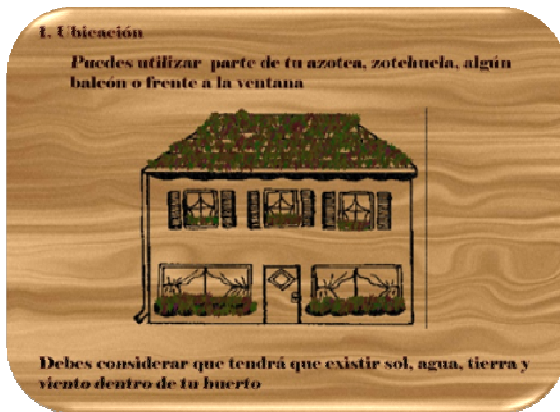 1. Ubicación
Puedes utilizar parte de tu azotea, zotehuela, algún
balcón o frente a la ventana
Debes considerar que tendrá que existir sol, agua, tierra y
viento dentro de tu huerto